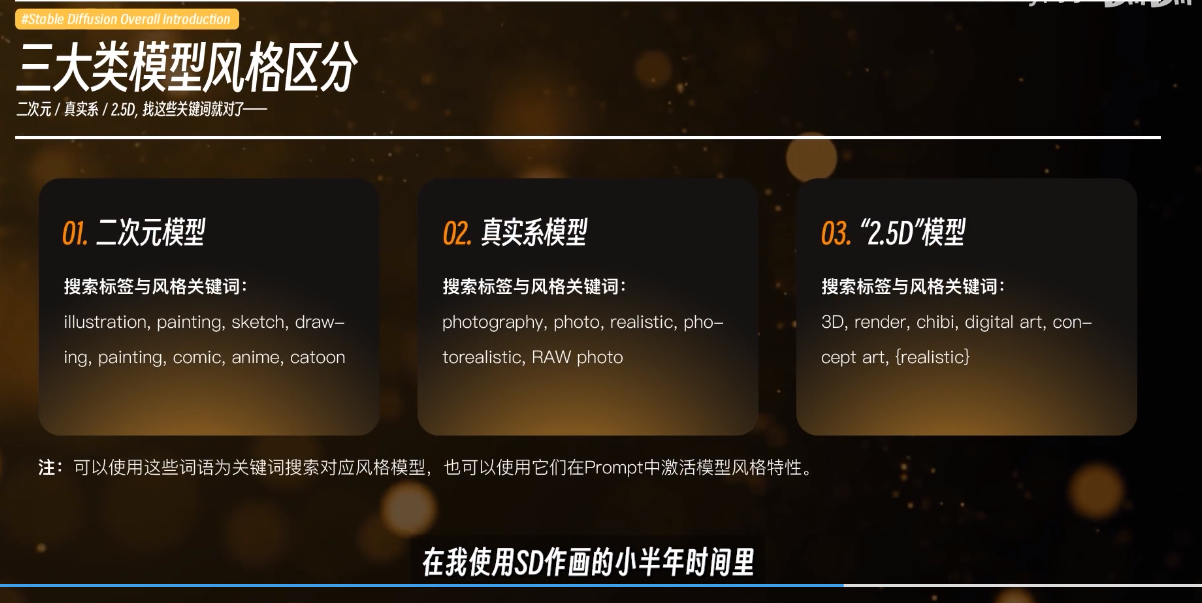 #Stable Diffusion Overall Introduction
三大类模型风格区分
二次元 / 真实系 / 2.5D, 找这些关键词就对了——
01. 二次元模型
搜索标签与风格关键词：
illustration, painting, sketch, draw-
ing, painting, comic, anime, catoon
02. 真实系模型
搜索标签与风格关键词：
photography, photo, realistic, pho-
torealistic, RAW photo
03. “2.5D”模型
搜索标签与风格关键词：
3D, render, chibi, digital art, con-
cept art, {realistic}
注：可以使用这些词语为关键词搜索对应风格模型，也可以使用它们在Prompt中激活模型风格特性。
在我使用SD作画的小半年时间里